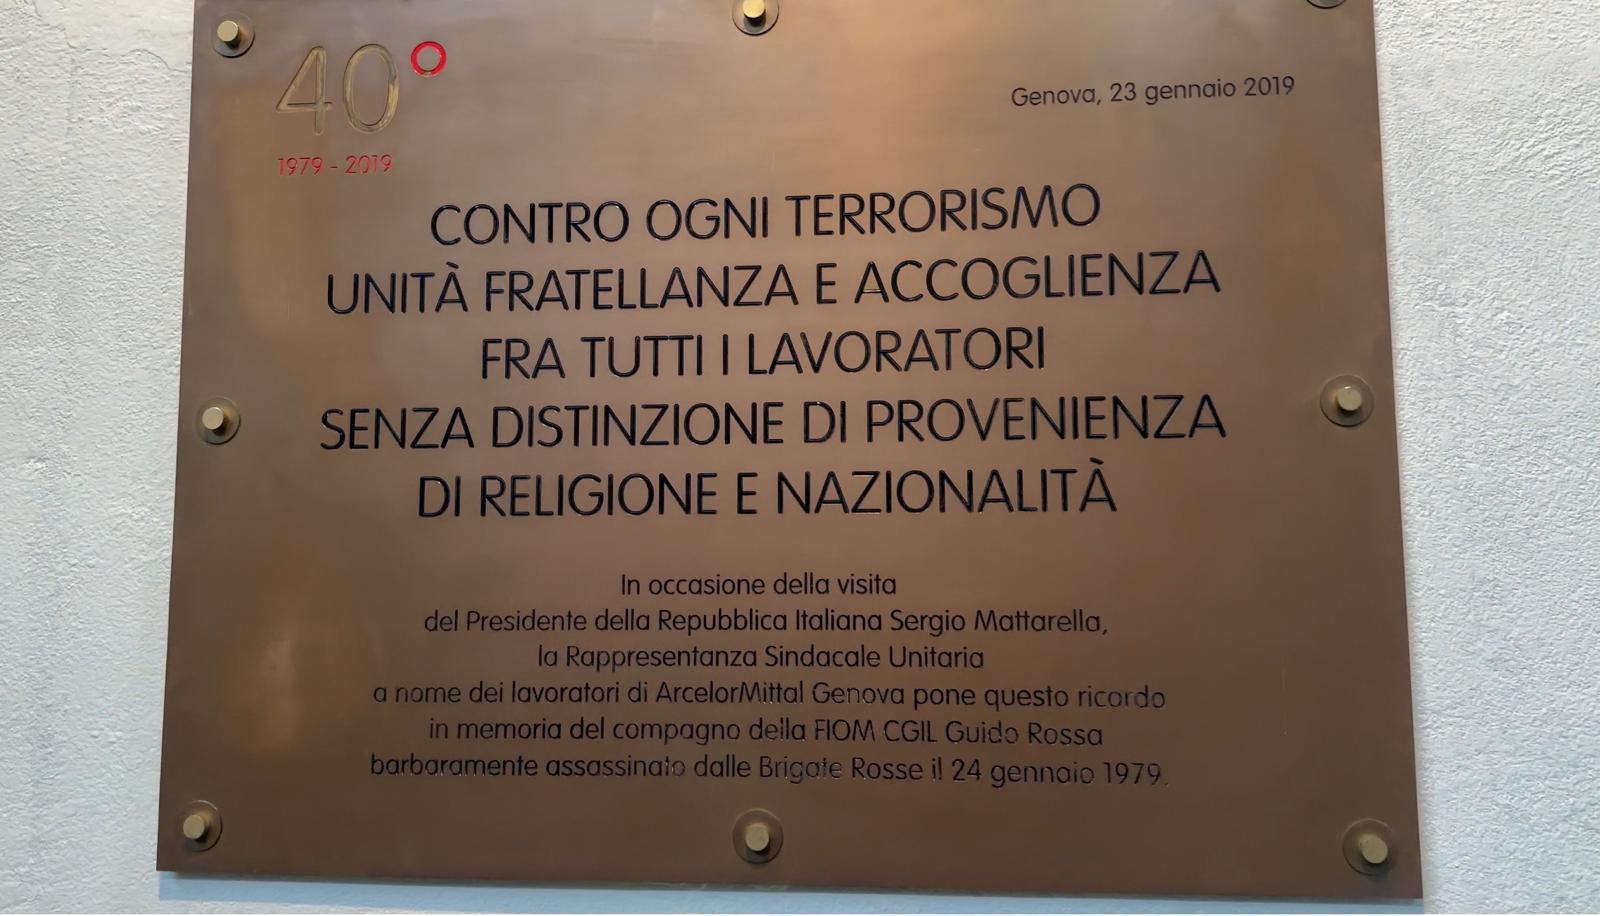 40°
Genova, 23 gennaio 2019
1979 - 2019
CONTRO OGNI TERRORISMO
UNITÀ FRATELLANZA E ACCOGLIENZA
FRA TUTTI I LAVORATORI
SENZA DISTINZIONE DI PROVENIENZA
DI RELIGIONE E NAZIONALITÀ
In occasione della visita
del Presidente della Repubblica Italiana Sergio Mattarella,
la Rappresentanza Sindacale Unitaria
a nome dei lavoratori di ArcelorMittal Genova pone questo ricordo
in memoria del compagno della FIOM CGIL Guido Rossa
barbaramente assassinato dalle Brigate Rosse il 24 gennaio 1979.